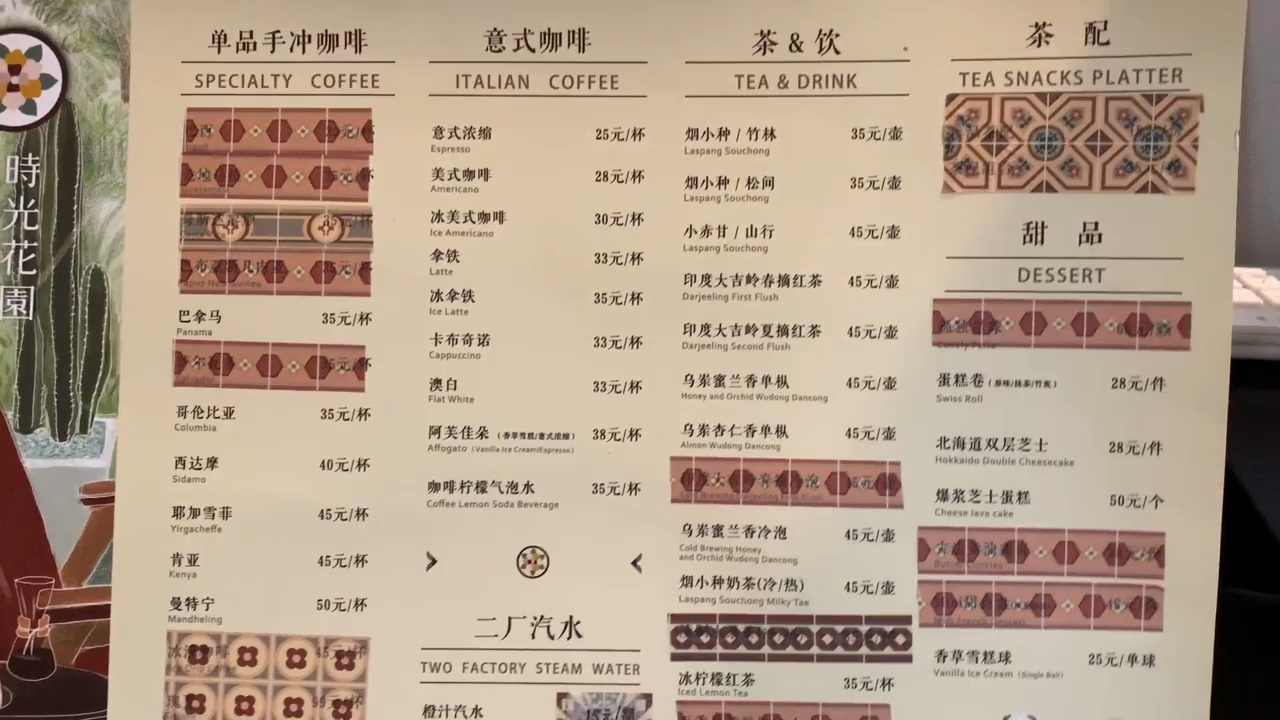 時光花園
单品手冲咖啡
SPECIALTY COFFEE
巴拿马 35元/杯
Panama
哥伦比亚 35元/杯
Columbia
西达摩 40元/杯
Sidamo
耶加雪菲 45元/杯
Yirgacheffe
肯亚 45元/杯
Kenya
曼特宁 50元/杯
Mandheling
意式咖啡
ITALIAN COFFEE
意式浓缩 25元/杯
Espresso
美式咖啡 28元/杯
Americano
冰美式咖啡 30元/杯
Ice Americano
拿铁 33元/杯
Latte
冰拿铁 35元/杯
Ice Latte
卡布奇诺 33元/杯
Cappuccino
澳白 33元/杯
Flat White
阿芙佳朵 (香草雪糕/意式浓缩) 38元/杯
Affogato (Vanilla Ice Cream/Espresso)
咖啡柠檬气泡水 35元/杯
Coffee Lemon Soda Beverage
二厂汽水
TWO FACTORY STEAM WATER
橙汁汽水 15元/瓶
茶&饮
TEA & DRINK
烟小种 / 竹林 35元/壶
Laspang Souchong
烟小种 / 松间 35元/壶
Laspang Souchong
小赤甘 / 山行 45元/壶
Laspang Souchong
印度大吉岭春摘红茶 45元/壶
Darjeeling First Flush
印度大吉岭夏摘红茶 45元/壶
Darjeeling Second Flush
乌岽蜜兰香单枞 45元/壶
Honey and Orchid Wudong Dancong
乌岽杏仁香单枞 45元/壶
Almon Wudong Dancong
乌岽蜜兰香冷泡 45元/壶
Cold Brewing Honey
and Orchid Wudong Dancong
烟小种奶茶(冷/热) 45元/壶
Laspang Souchong Milky Tae
冰柠檬红茶 35元/杯
Iced Lemon Tea
茶 配
TEA SNACKS PLATTER
甜 品
DESSERT
蛋糕卷 (原味/抹茶/竹炭) 28元/件
Swiss Roll
北海道双层芝士 28元/件
Hokkaido Double Cheesecake
爆浆芝士蛋糕 50元/个
Cheese lava cake
香草雪糕球 25元/单球
Vanilla Ice Cream (Single Ball)